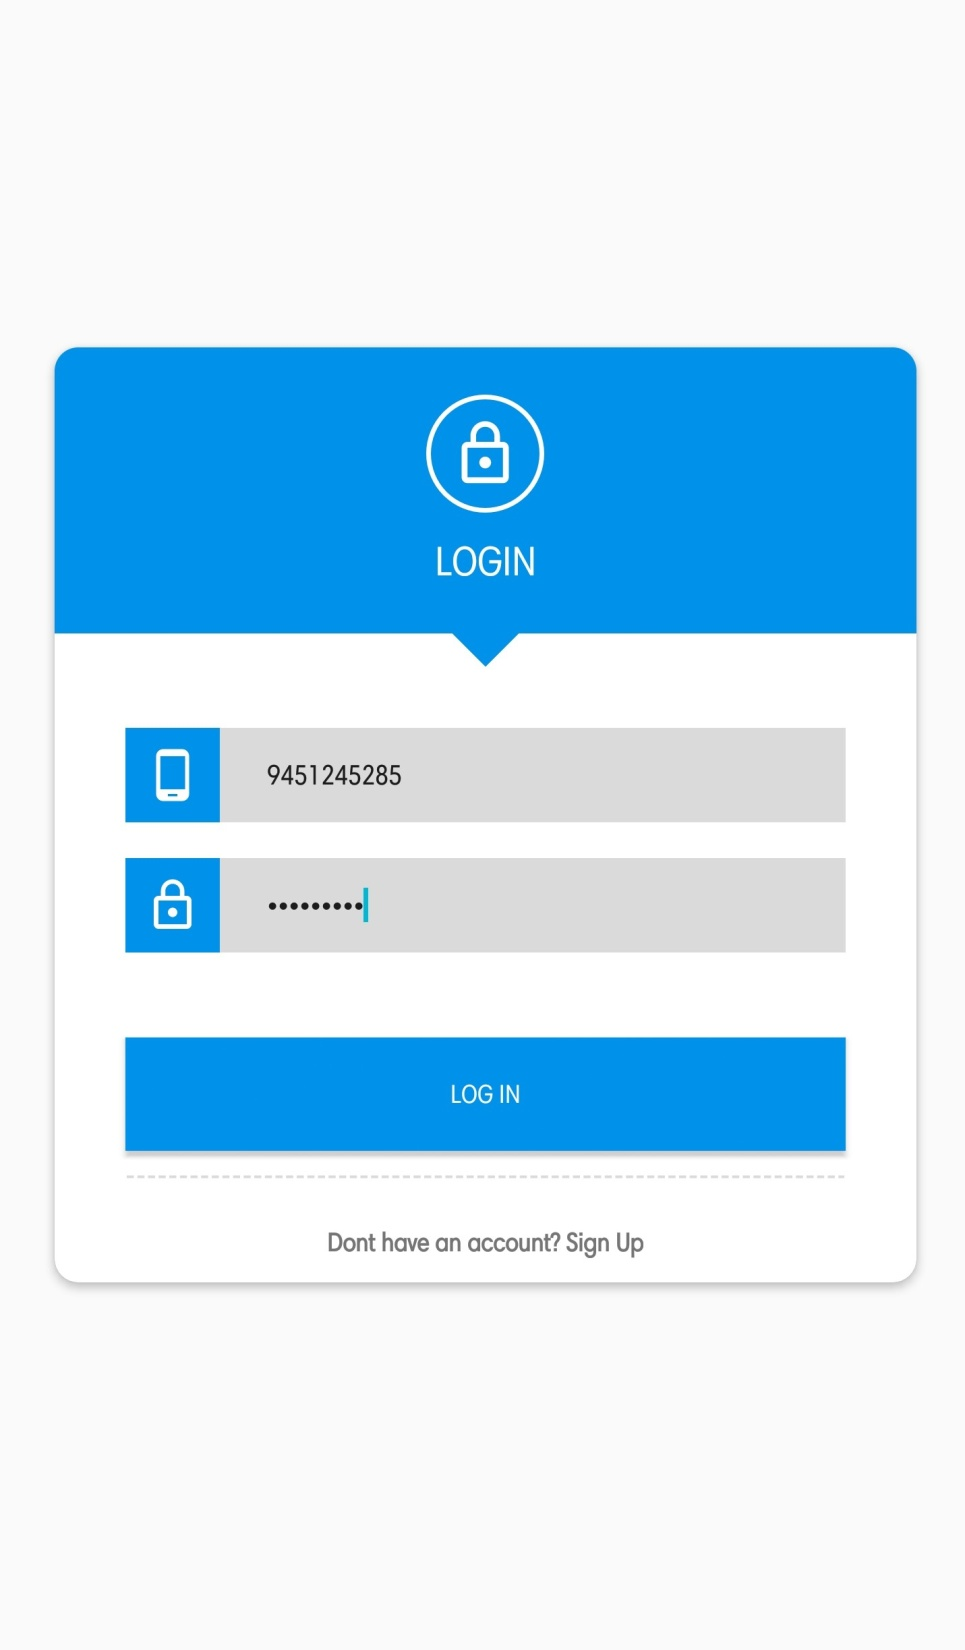 LOGIN
9451245285
•••••••••
LOG IN
Dont have an account? Sign Up